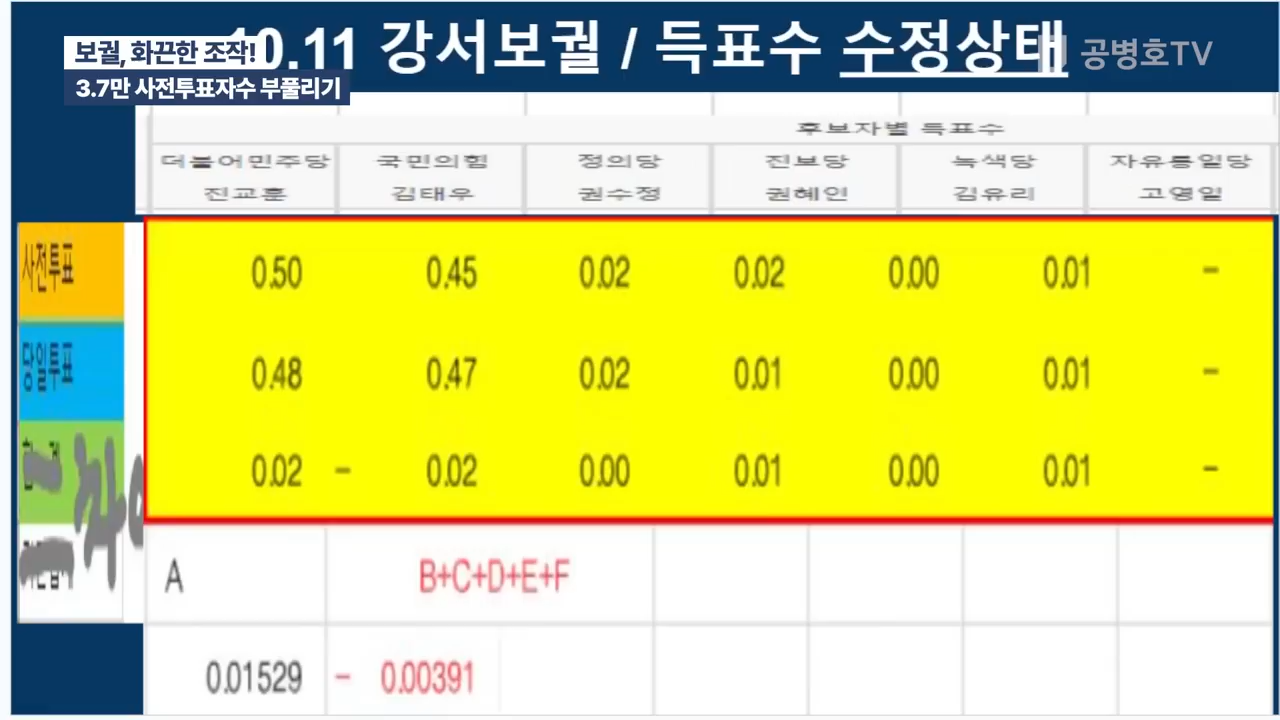 10.11 강서보궐 / 득표수 수정상태
공병호TV
보궐, 화끈한 조작!
3.7만 사전투표자수 부풀리기
후보자별 득표수
더불어민주당 국민의힘 정의당 진보당 녹색당 자유통일당
진교훈 김태우 권수정 권혜인 김유리 고영일
사전투표 0.50 0.45 0.02 0.02 0.00 0.01 -
당일투표 0.48 0.47 0.02 0.01 0.00 0.01 -
0.02 - 0.02 0.00 0.01 0.00 0.01 -
A B+C+D+E+F
0.01529 - 0.00391